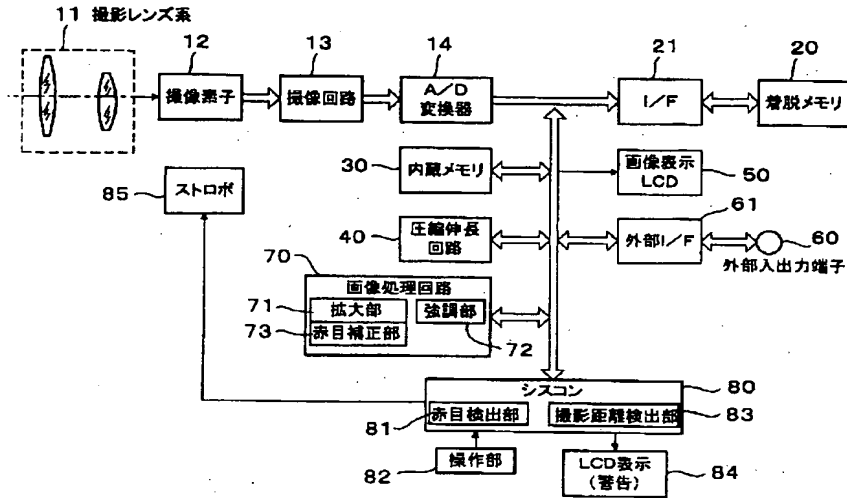 11 撮影レンズ系
12
13
14
21
20
撮像素子
撮像回路
A/D
変換器
I/F
着脱メモリ
30
内蔵メモリ
画像表示
LCD
50
85
ストロボ
40
圧縮伸長
回路
61
外部I/F
60
外部入出力端子
70
画像処理回路
71
拡大部
強調部
73
赤目補正部
72
シスコン
80
81
赤目検出部
撮影距離検出部
83
82
操作部
LCD表示
(警告)
84